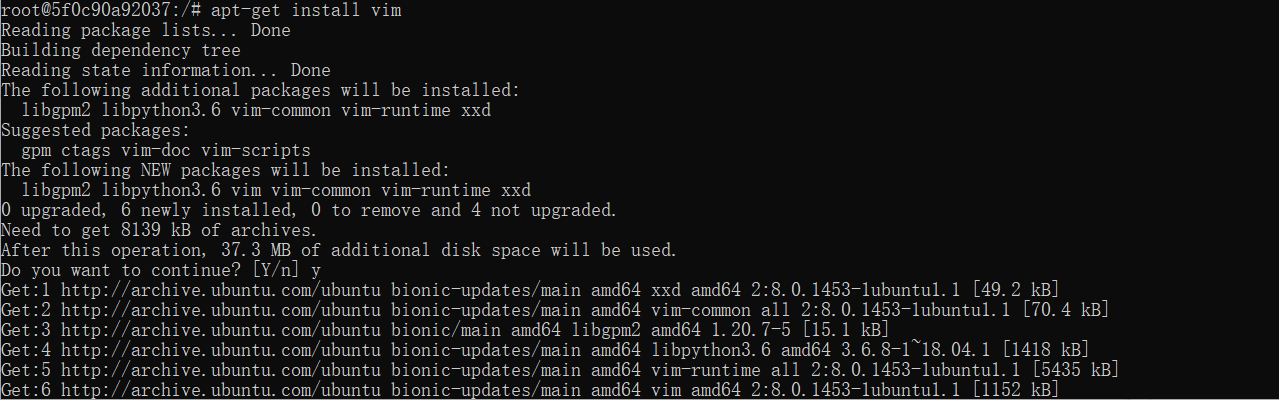 root@5f0c90a92037:/# apt-get install vim
Reading package lists... Done
Building dependency tree
Reading state information... Done
The following additional packages will be installed:
  libgpm2 libpython3.6 vim-common vim-runtime xxd
Suggested packages:
  gpm ctags vim-doc vim-scripts
The following NEW packages will be installed:
  libgpm2 libpython3.6 vim vim-common vim-runtime xxd
0 upgraded, 6 newly installed, 0 to remove and 4 not upgraded.
Need to get 8139 kB of archives.
After this operation, 37.3 MB of additional disk space will be used.
Do you want to continue? [Y/n] y
Get:1 http://archive.ubuntu.com/ubuntu bionic-updates/main amd64 xxd amd64 2:8.0.1453-1ubuntu1.1 [49.2 kB]
Get:2 http://archive.ubuntu.com/ubuntu bionic-updates/main amd64 vim-common all 2:8.0.1453-1ubuntu1.1 [70.4 kB]
Get:3 http://archive.ubuntu.com/ubuntu bionic/main amd64 libgpm2 amd64 1.20.7-5 [15.1 kB]
Get:4 http://archive.ubuntu.com/ubuntu bionic-updates/main amd64 libpython3.6 amd64 3.6.8-1~18.04.1 [1418 kB]
Get:5 http://archive.ubuntu.com/ubuntu bionic-updates/main amd64 vim-runtime all 2:8.0.1453-1ubuntu1.1 [5435 kB]
Get:6 http://archive.ubuntu.com/ubuntu bionic-updates/main amd64 vim amd64 2:8.0.1453-1ubuntu1.1 [1152 kB]